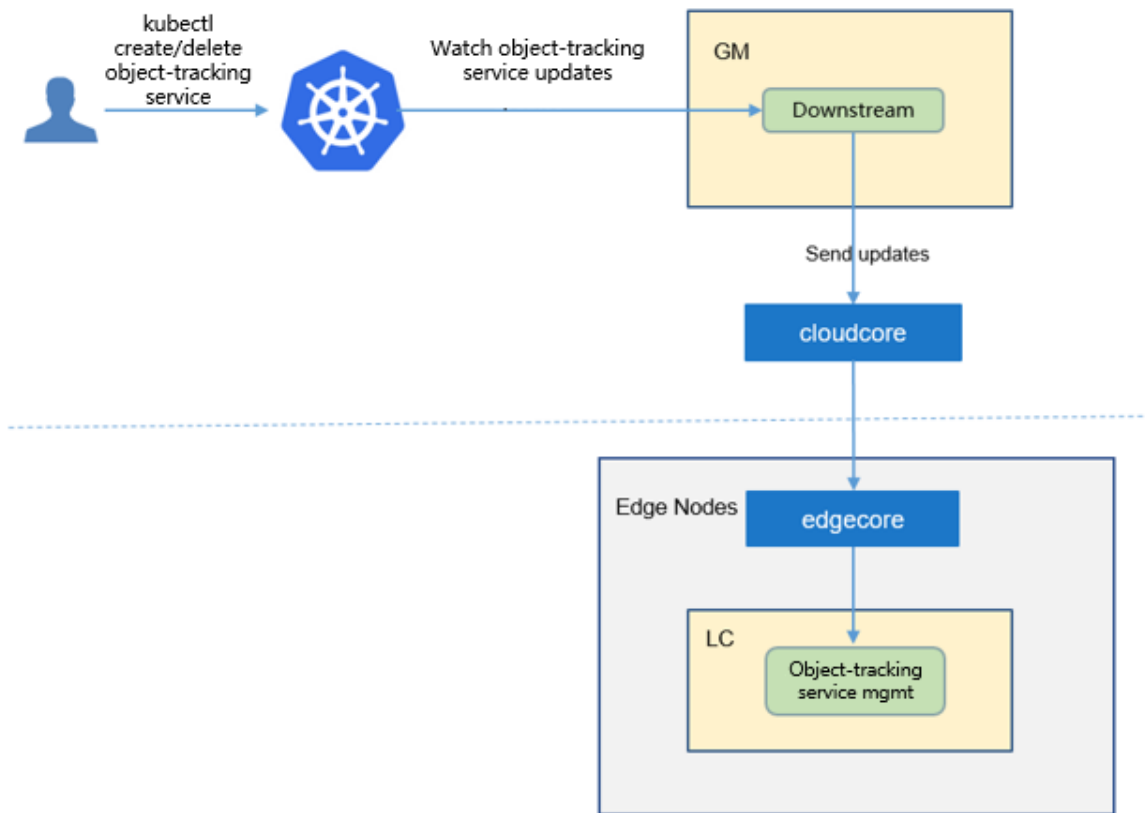 kubectl
create/delete
object-tracking
service
Watch object-tracking
service updates
GM
Downstream
Send updates
cloudcore
Edge Nodes
edgecore
LC
Object-tracking
service mgmt